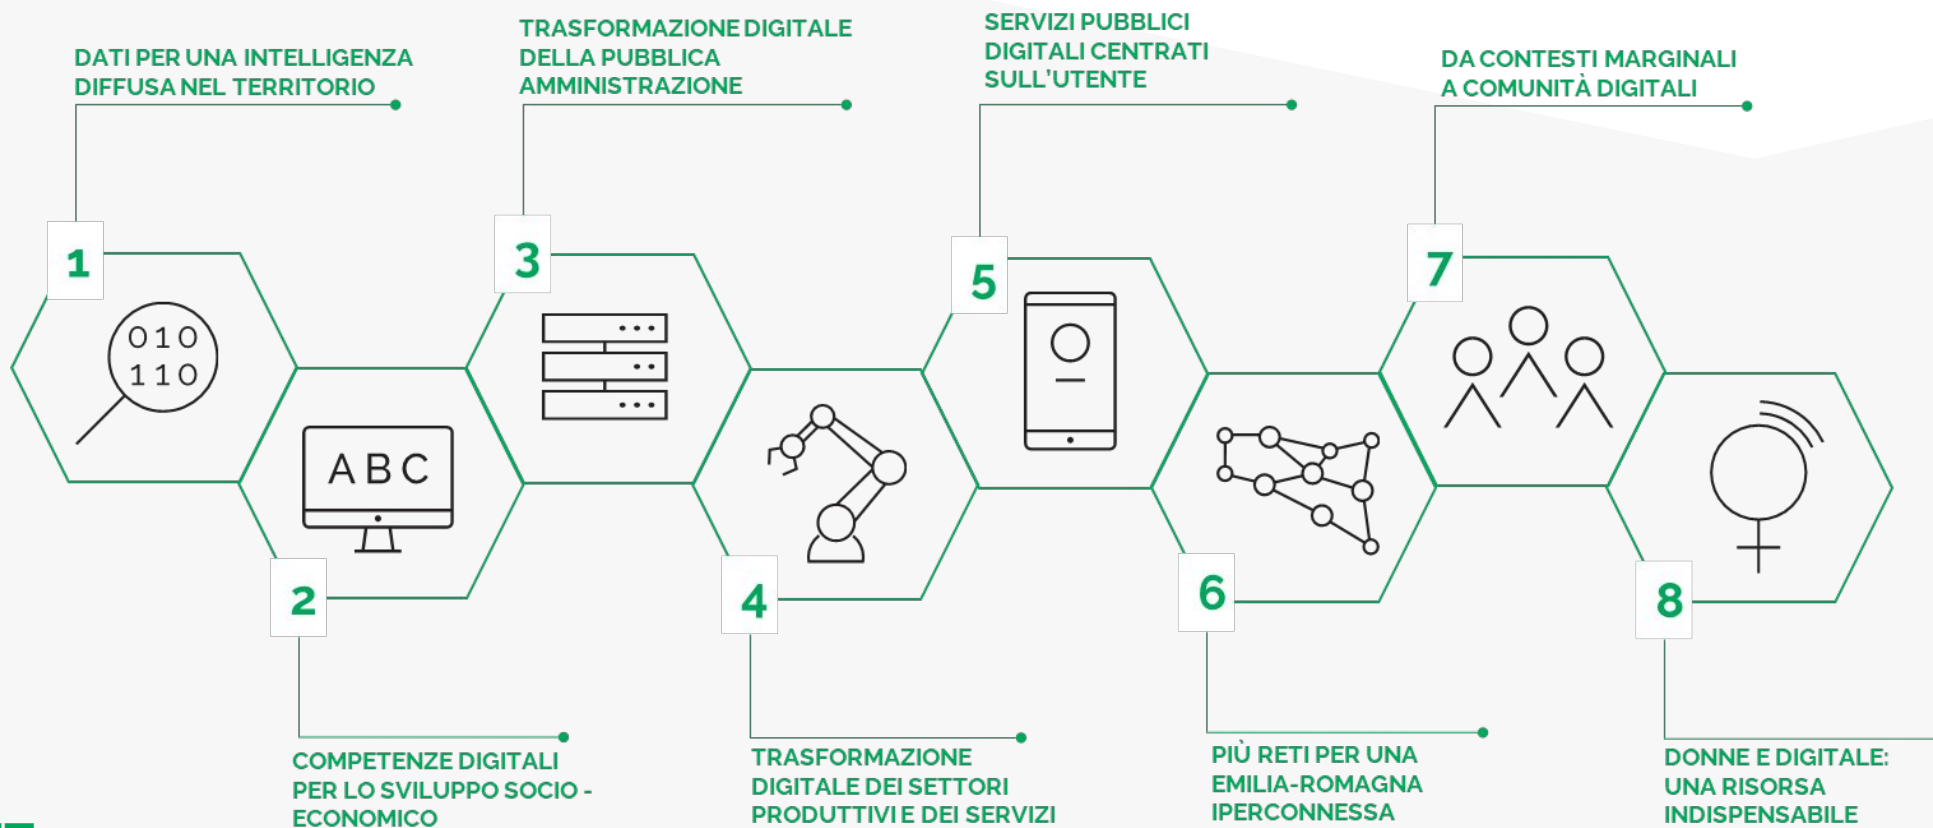 DATI PER UNA INTELLIGENZA
DIFFUSA NEL TERRITORIO
1
010
110
COMPETENZE DIGITALI
PER LO SVILUPPO SOCIO -
ECONOMICO
2
ABC
TRASFORMAZIONE DIGITALE
DELLA PUBBLICA
AMMINISTRAZIONE
3
TRASFORMAZIONE
DIGITALE DEI SETTORI
PRODUTTIVI E DEI SERVIZI
4
SERVIZI PUBBLICI
DIGITALI CENTRATI
SULL'UTENTE
5
PIÙ RETI PER UNA
EMILIA-ROMAGNA
IPERCONNESSA
6
DA CONTESTI MARGINALI
A COMUNITÀ DIGITALI
7
DONNE E DIGITALE:
UNA RISORSA
INDISPENSABILE
8